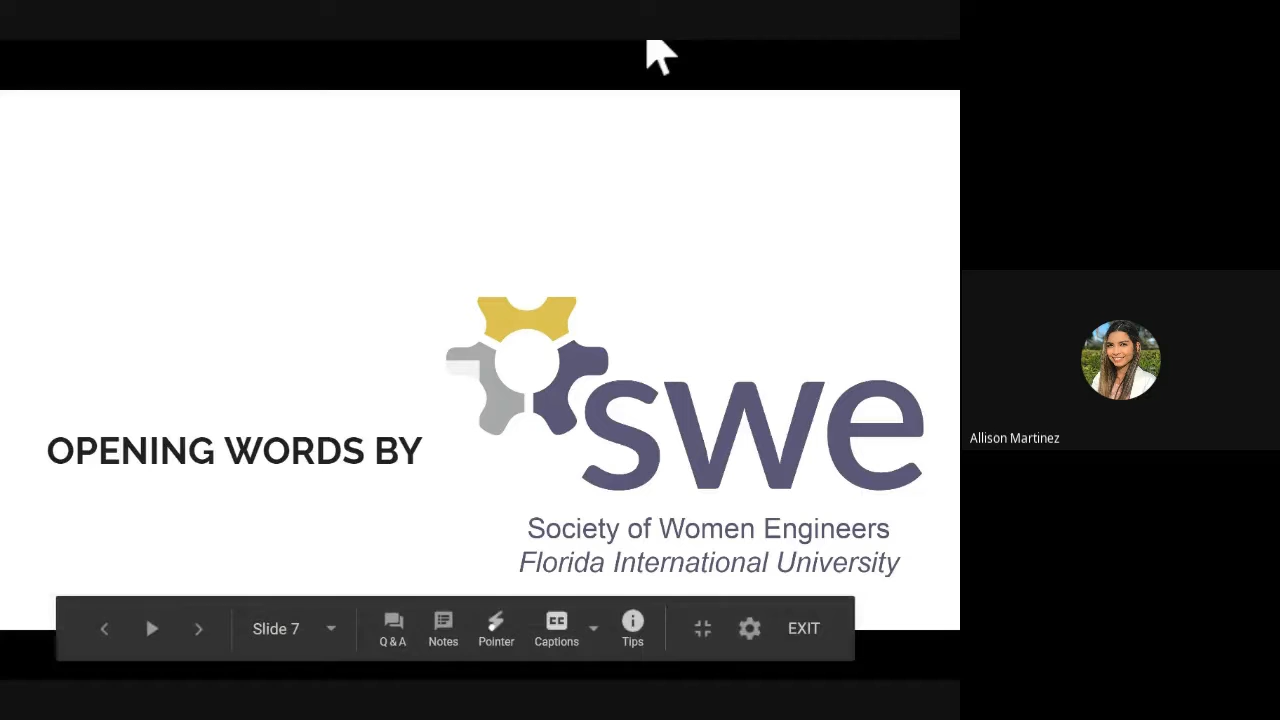 OPENING WORDS BY
swe
Society of Women Engineers
Florida International University
Allison Martinez
Slide 7
Q & A
Notes
Pointer
CC
Captions
Tips
EXIT